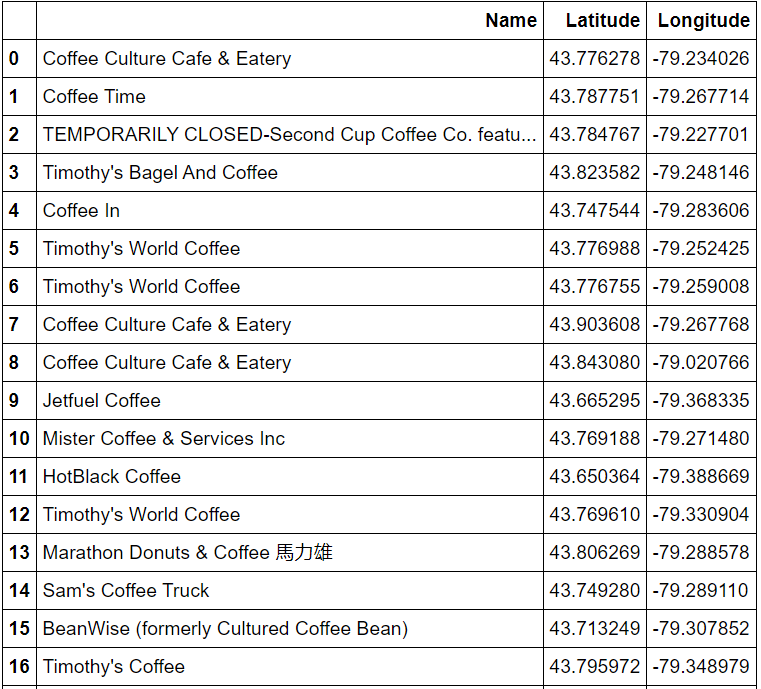 Name Latitude Longitude
0 Coffee Culture Cafe & Eatery 43.776278 -79.234026
1 Coffee Time 43.787751 -79.267714
2 TEMPORARILY CLOSED-Second Cup Coffee Co. featu... 43.784767 -79.227701
3 Timothy's Bagel And Coffee 43.823582 -79.248146
4 Coffee In 43.747544 -79.283606
5 Timothy's World Coffee 43.776988 -79.252425
6 Timothy's World Coffee 43.776755 -79.259008
7 Coffee Culture Cafe & Eatery 43.903608 -79.267768
8 Coffee Culture Cafe & Eatery 43.843080 -79.020766
9 Jetfuel Coffee 43.665295 -79.368335
10 Mister Coffee & Services Inc 43.769188 -79.271480
11 HotBlack Coffee 43.650364 -79.388669
12 Timothy's World Coffee 43.769610 -79.330904
13 Marathon Donuts & Coffee 馬力雄 43.806269 -79.288578
14 Sam's Coffee Truck 43.749280 -79.289110
15 BeanWise (formerly Cultured Coffee Bean) 43.713249 -79.307852
16 Timothy's Coffee 43.795972 -79.348979